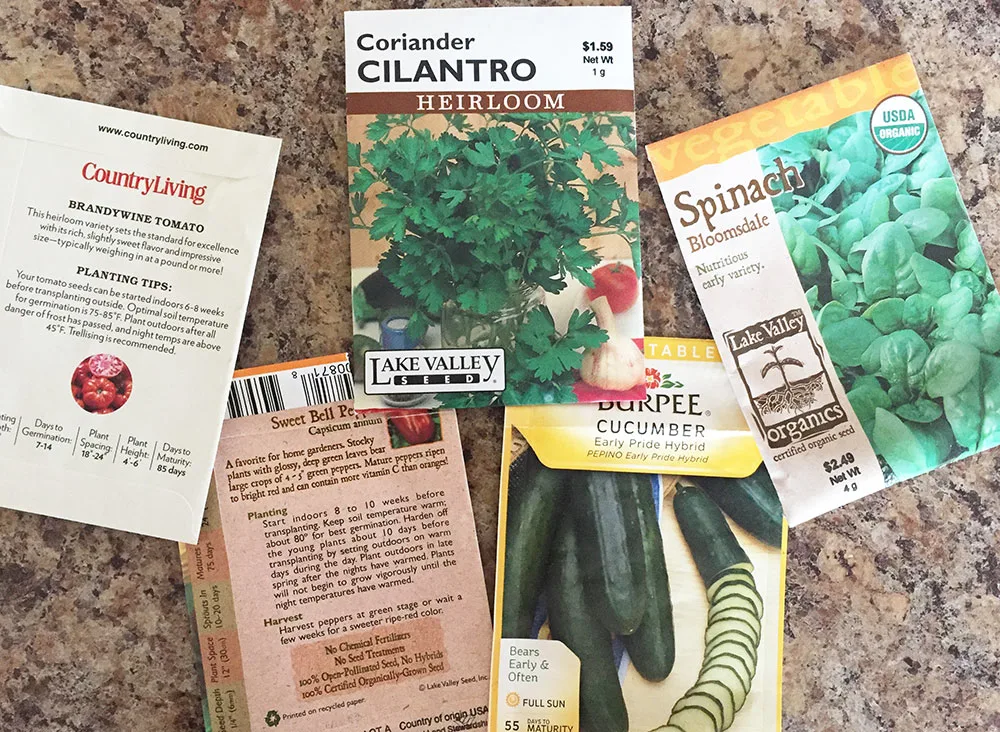 www.countryliving.com
CountryLiving
BRANDYWINE TOMATO
This heirloom variety sets the standard for excellence
with its rich, slightly sweet flavor and impressive
size—typically weighing in at a pound or more!
PLANTING TIPS:
Your tomato seeds can be started indoors 6-8 weeks
before transplanting outside. Optimal soil temperature
for germination is 75-85°F. Plant outdoors after all
danger of frost has passed, and night temps are above
45°F. Trellising is recommended.
Days to
Germination:
7-14
Plant
Spacing:
18"-24
Plant
Height:
4'-6'
Days to
Maturity:
85 days
Coriander
CILANTRO
$1.59
Net Wt
1 g
HEIRLOOM
LAKE VALLEY
SEED
vegetable
USDA
ORGANIC
Spinach
Bloomsdale
Nutritious
early variety.
Lake Valley™
organics
certified organic seed
$2.49
Net Wt
4 g
8 00871
Sweet Bell
Capsicum annum
A favorite for home gardeners. Stocky
plants with glossy, deep green leaves bear
large crops of 4 - 5" green peppers. Mature peppers ripen
to bright red and can contain more vitamin C than oranges!
Planting
Start indoors 8 to 10 weeks before
transplanting. Keep soil temperature warm;
about 80° for best germination. Harden off
the young plants about 10 days before
transplanting by setting outdoors on warm
days during the day. Plant outdoors in late
spring after the nights have warmed. Plants
will not begin to grow vigorously until the
night temperatures have warmed.
Harvest
Harvest peppers at green stage or wait a
few weeks for a sweeter ripe-red color.
No Chemical Fertilizers
No Seed Treatments
100% Open-Pollinated Seed, No Hybrids
100% Certified Organically-Grown Seed
© Lake Valley Seed, Inc.
Printed on recycled paper.
Country of origin USA
Matures
75 days
Sprouts In
10-20 days
Plant Space
12" (30cm)
Seed Depth
1/4" (6mm)
TABLE
BURPEE®
CUCUMBER
Early Pride Hybrid
PEPINO Early Pride Hybrid
Bears
Early &
Often
FULL SUN
55 DAYS TO
MATURITY